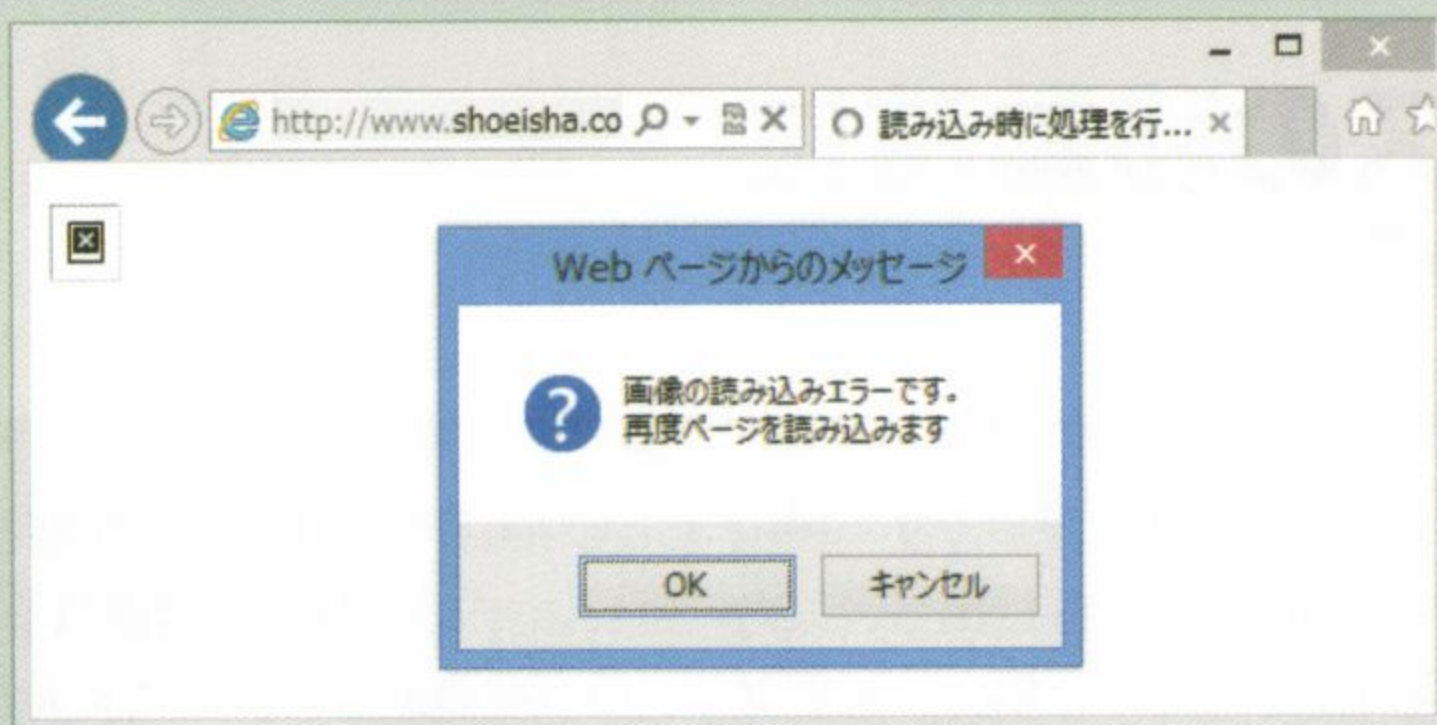 http://www.shoeisha.co
読み込み時に処理を行...
Web ページからのメッセージ
画像の読み込みエラーです。
再度ページを読み込みます
OK
キャンセル